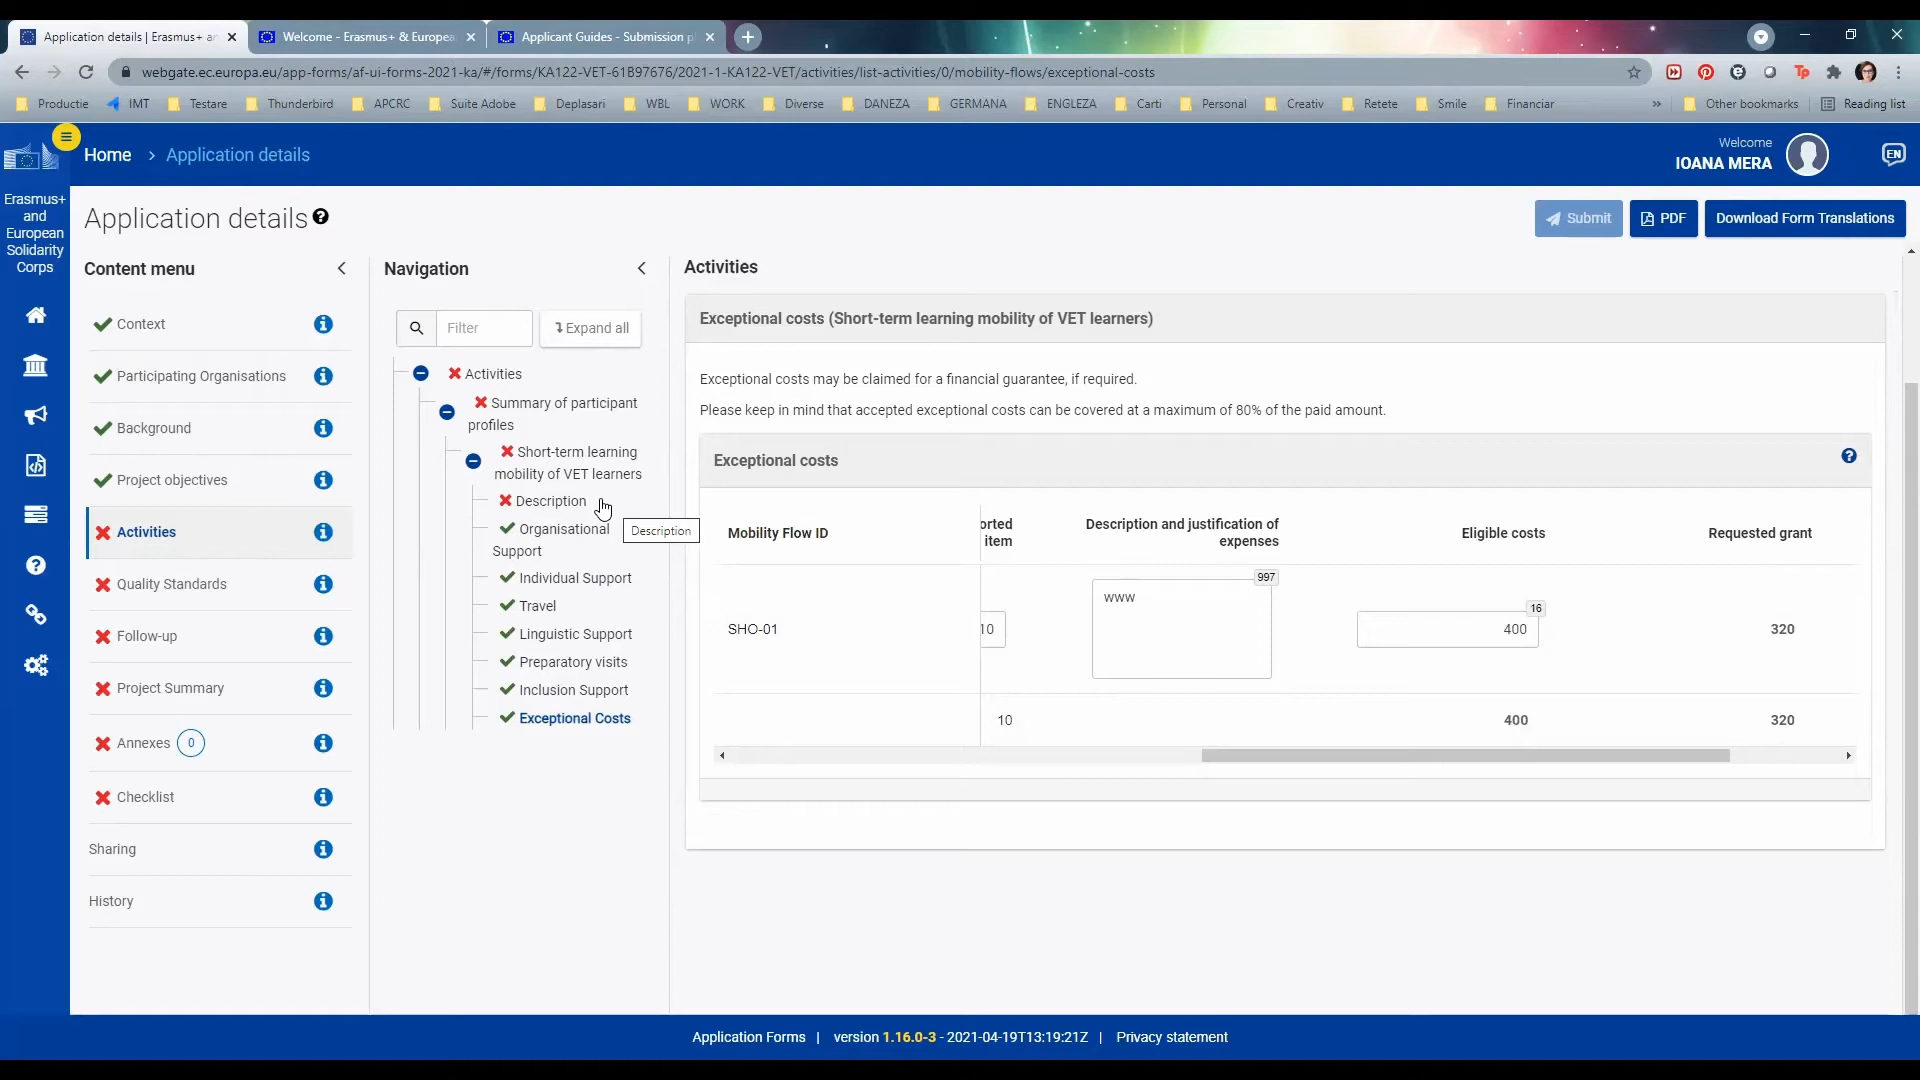 Application details | Erasmus+ an
Welcome - Erasmus+ & Europea
Applicant Guides - Submission p
webgate.ec.europa.eu/app-forms/af-ui-forms-2021-ka/#/forms/KA122-VET-61B97676/2021-1-KA122-VET/activities/list-activities/0/mobility-flows/exceptional-costs
Productie IMT Testare Thunderbird APCRC Suite Adobe Deplasari WBL WORK Diverse DANEZA GERMANA ENGLEZA Carti Personal Creativ Retete Smile Financiar » Other bookmarks Reading list
Home > Application details
Welcome
IOANA MERA
EN
Erasmus+
and
European
Solidarity
Corps
Application details
Submit
PDF
Download Form Translations
Content menu
Context
Participating Organisations
Background
Project objectives
Activities
Quality Standards
Follow-up
Project Summary
Annexes 0
Checklist
Sharing
History
Navigation
Filter
Expand all
Activities
Summary of participant
profiles
Short-term learning
mobility of VET learners
Description
Organisational
Support
Description
Individual Support
Travel
Linguistic Support
Preparatory visits
Inclusion Support
Exceptional Costs
Activities
Exceptional costs (Short-term learning mobility of VET learners)
Exceptional costs may be claimed for a financial guarantee, if required.
Please keep in mind that accepted exceptional costs can be covered at a maximum of 80% of the paid amount.
Exceptional costs
Mobility Flow ID
orted
item
Description and justification of
expenses
Eligible costs
Requested grant
SHO-01
10
997
www
16
400
320
10
400
320
Application Forms | version 1.16.0-3 - 2021-04-19T13:19:21Z | Privacy statement